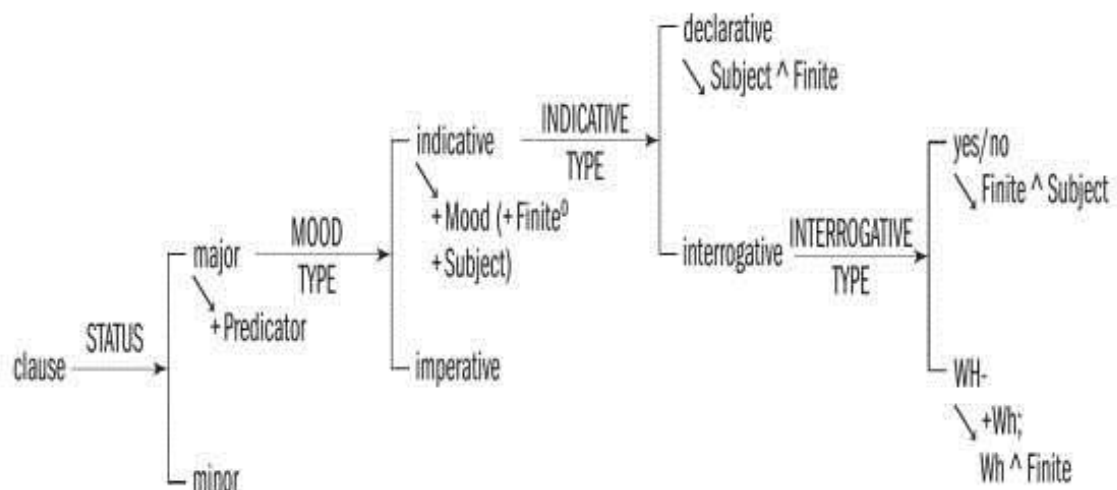 declarative
Subject ^ Finite
INDICATIVE
TYPE
indicative
+ Mood (+ Finite⁰
+ Subject)
yes/no
Finite ^ Subject
MOOD
TYPE
major
+ Predicator
interrogative
INTERROGATIVE
TYPE
STATUS
clause
imperative
WH-
+Wh;
Wh ^ Finite
minor